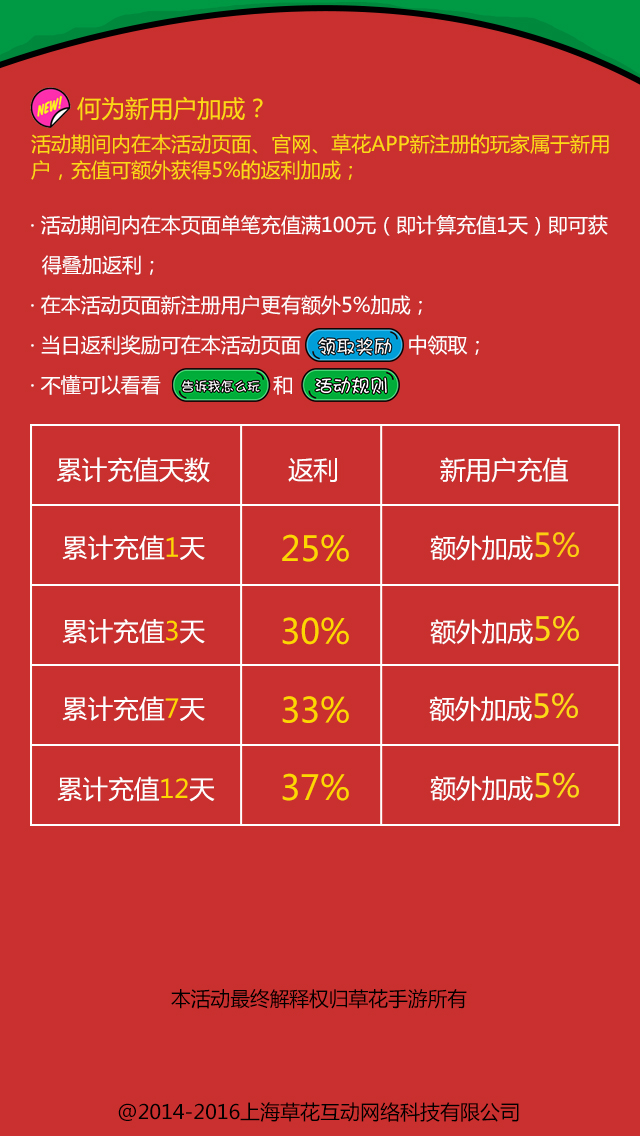 NEW! 何为新用户加成？
活动期间内在本活动页面、官网、草花APP新注册的玩家属于新用
户，充值可额外获得5%的返利加成；
· 活动期间内在本页面单笔充值满100元（即计算充值1天）即可获
得叠加返利；
· 在本活动页面新注册用户更有额外5%加成；
· 当日返利奖励可在本活动页面 领取奖励 中领取；
· 不懂可以看看 告诉我怎么玩 和 活动规则
累计充值天数 返利 新用户充值
累计充值1天 25% 额外加成5%
累计充值3天 30% 额外加成5%
累计充值7天 33% 额外加成5%
累计充值12天 37% 额外加成5%
本活动最终解释权归草花手游所有
@2014-2016上海草花互动网络科技有限公司